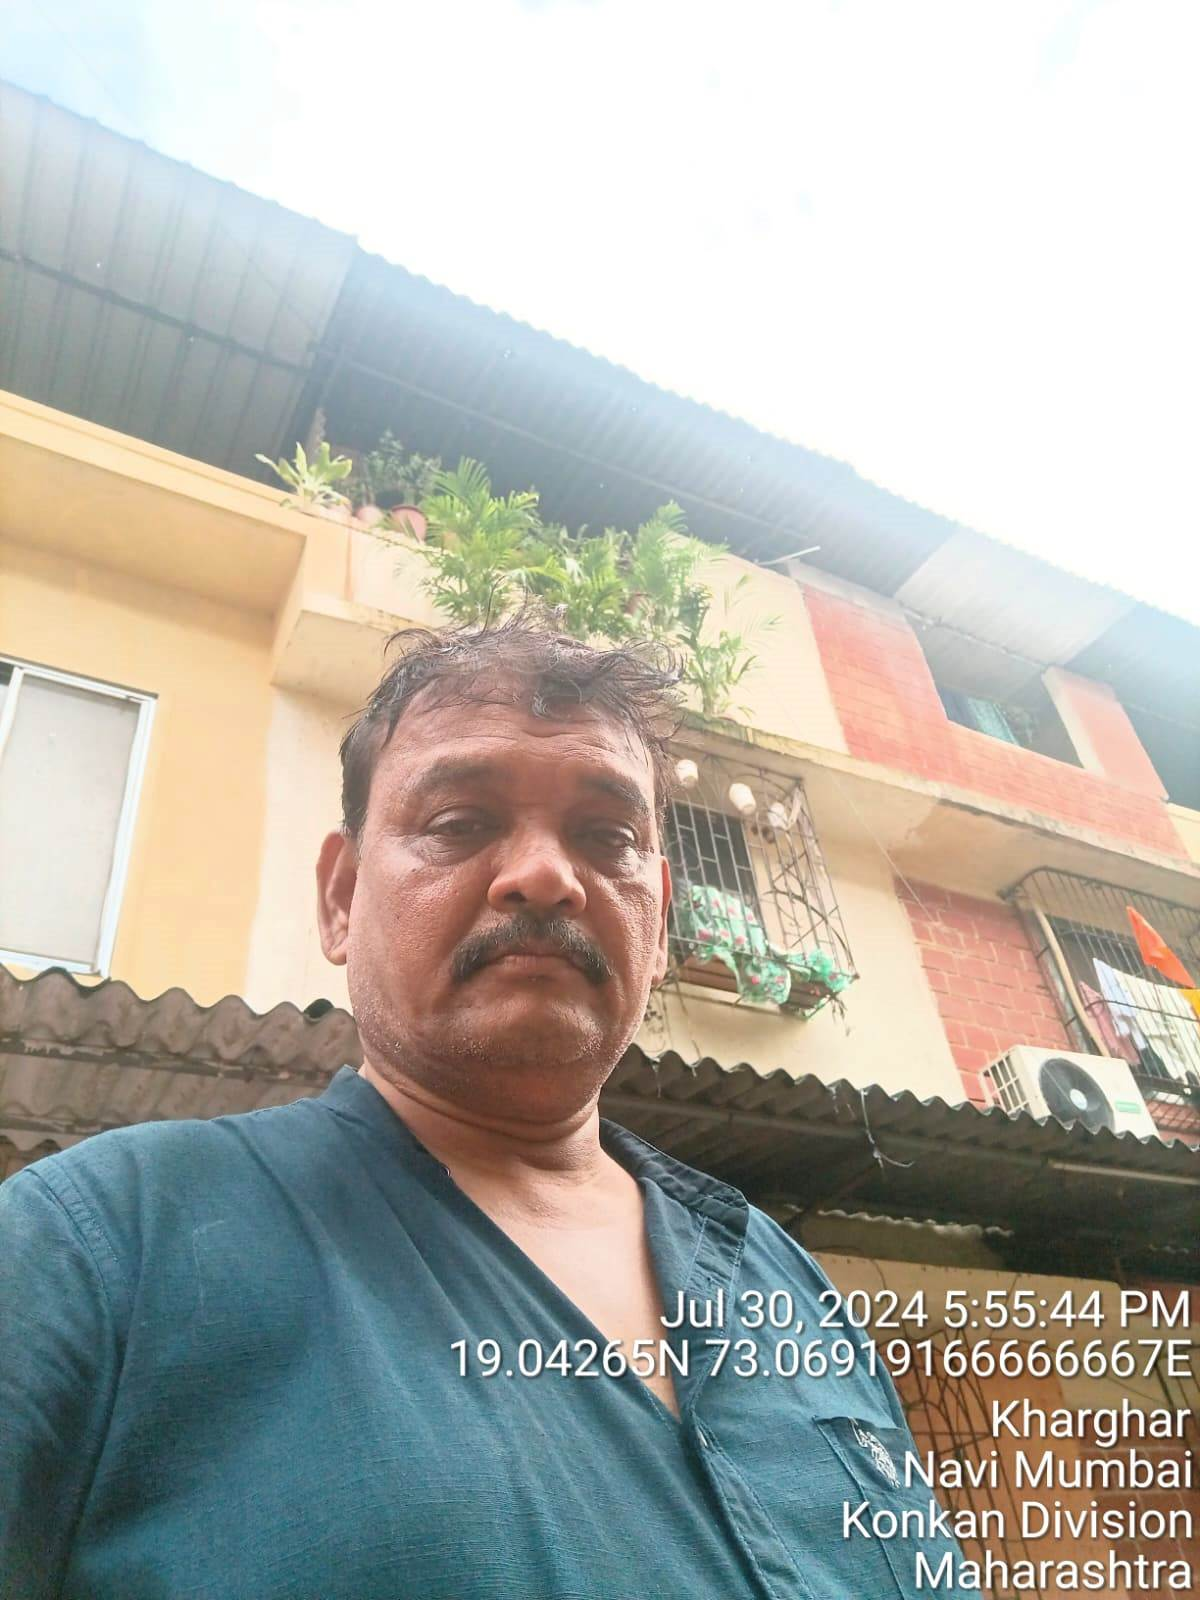 Jul 30, 2024 5:55:44 PM
19.04265N 73.06919166666667E
Kharghar
Navi Mumbai
Konkan Division
Maharashtra